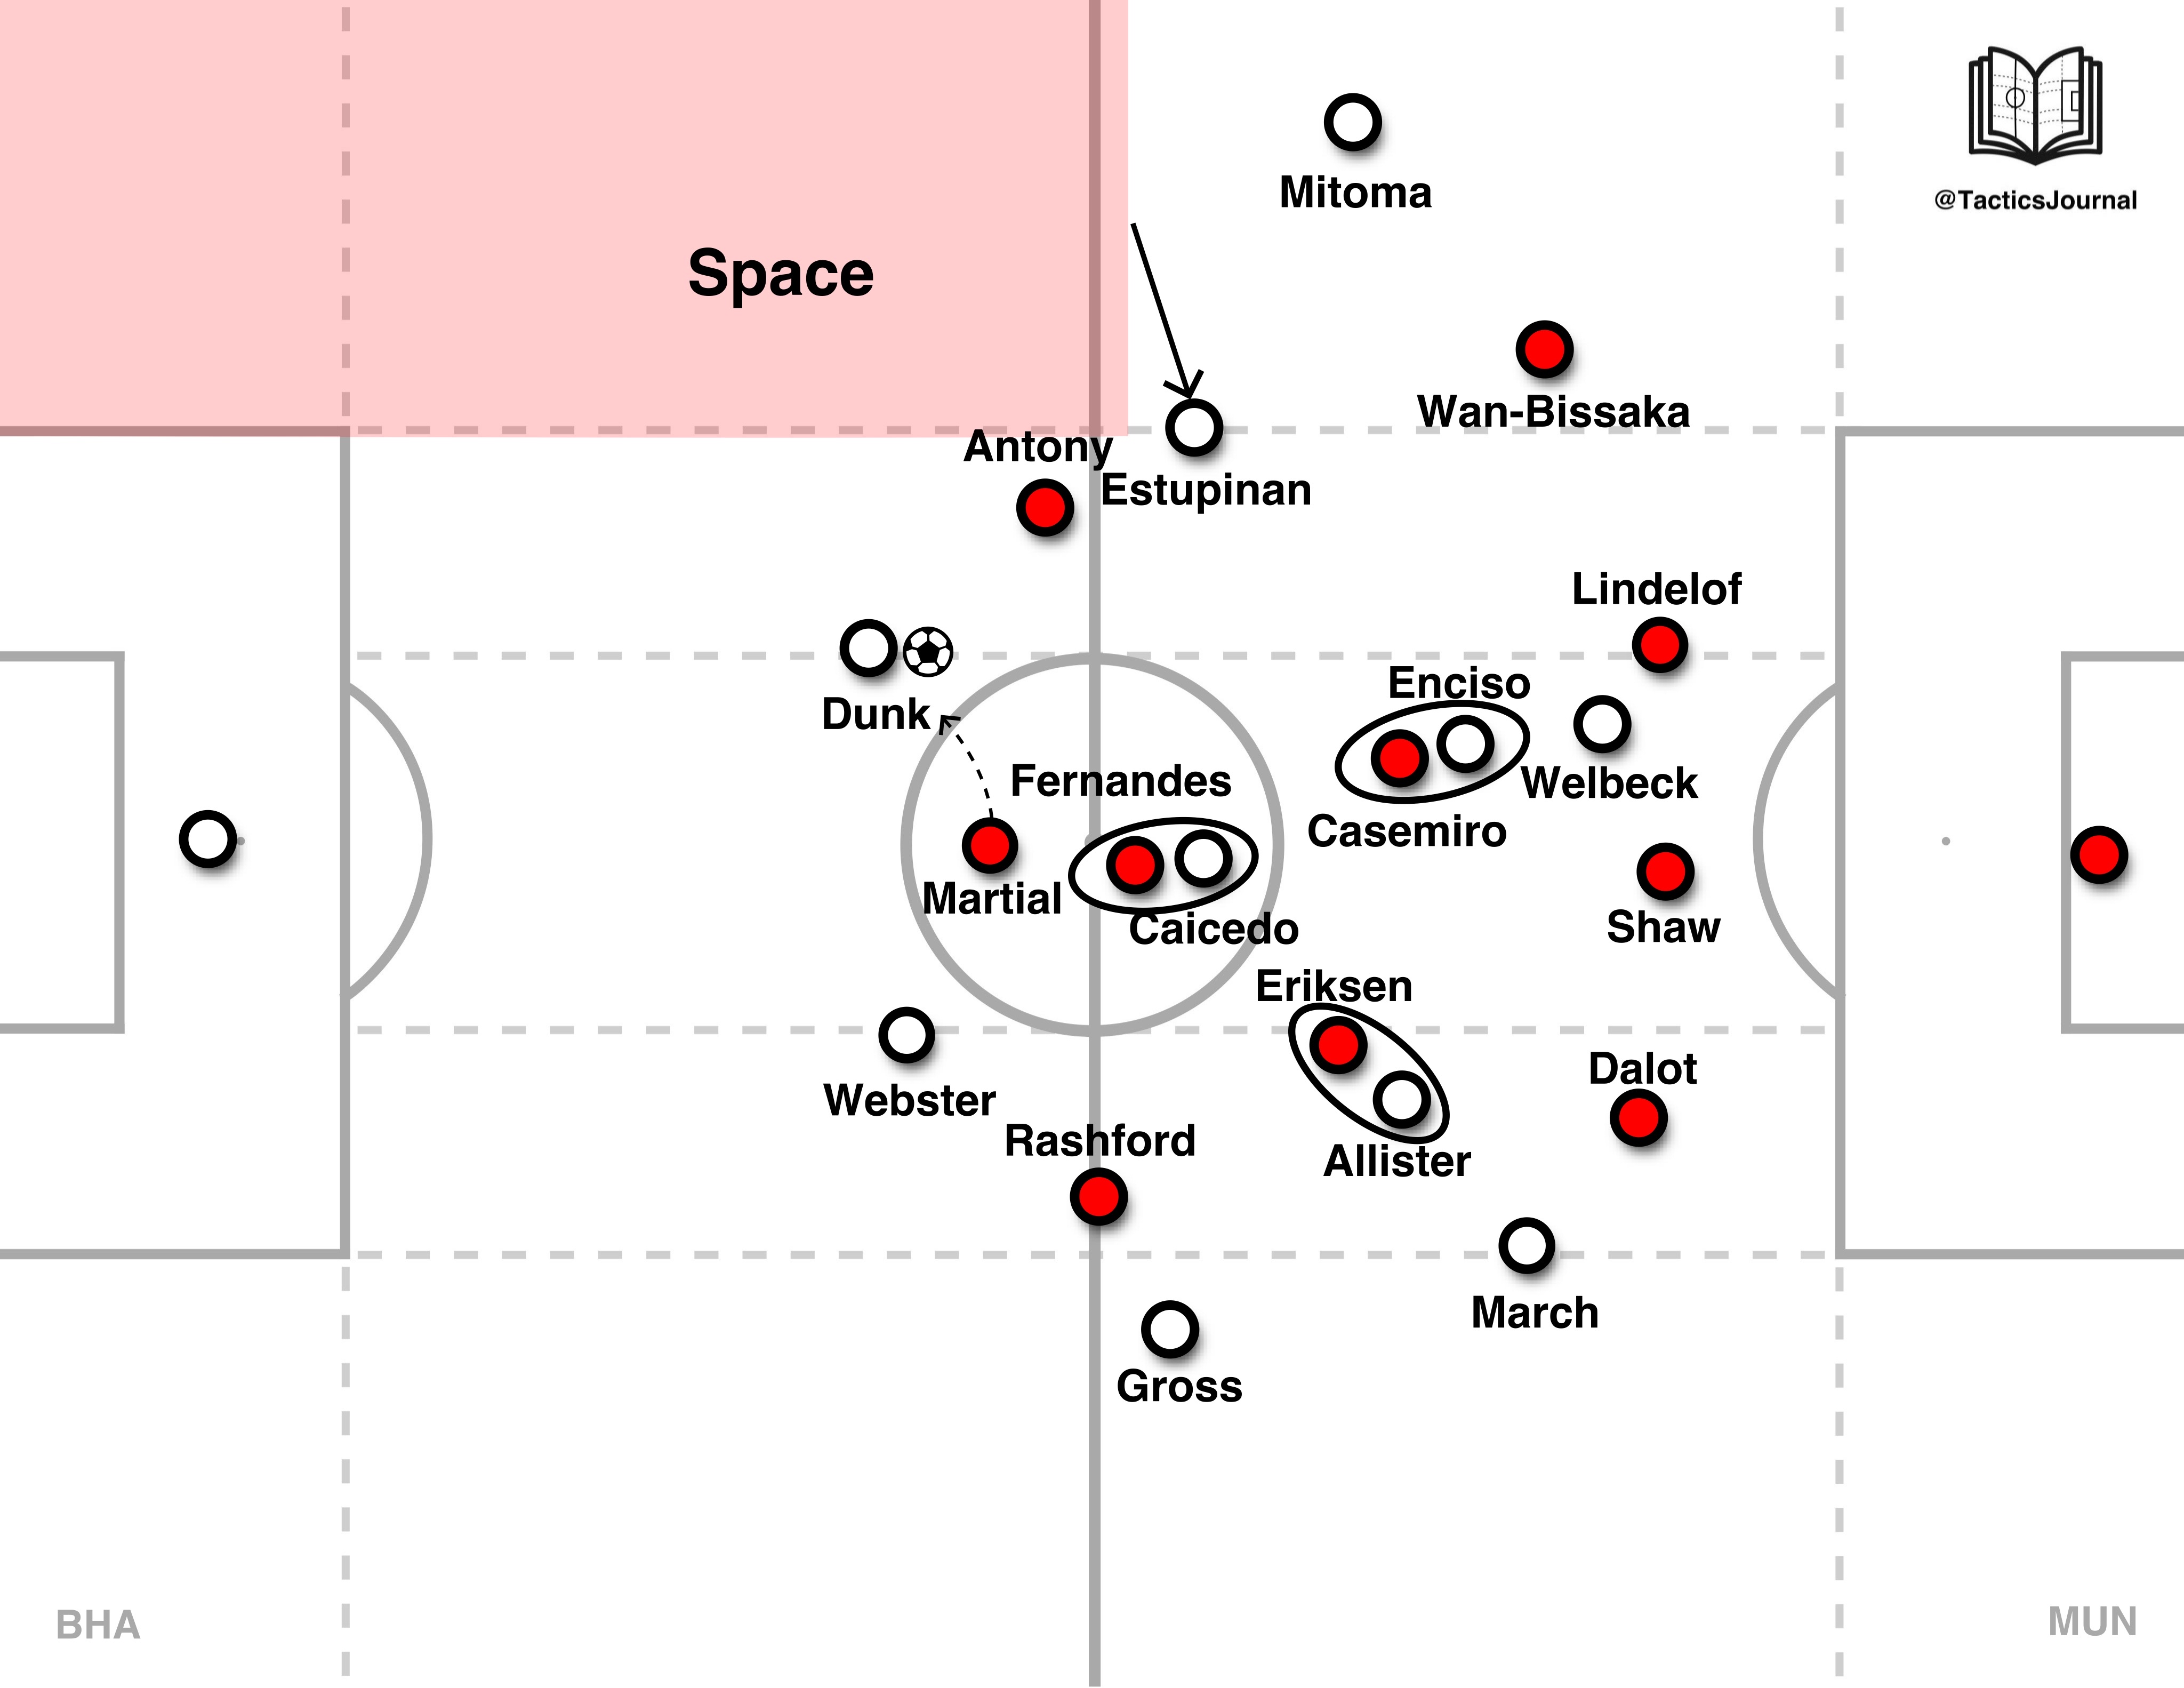 Mitoma
@TacticsJournal
Space
Wan-Bissaka
Antony
Estupinan
Lindelof
Enciso
Dunk
Fernandes
Welbeck
Casemiro
Martial
Caicedo
Shaw
Eriksen
Dalot
Webster
Rashford
Allister
March
Gross
BHA
MUN